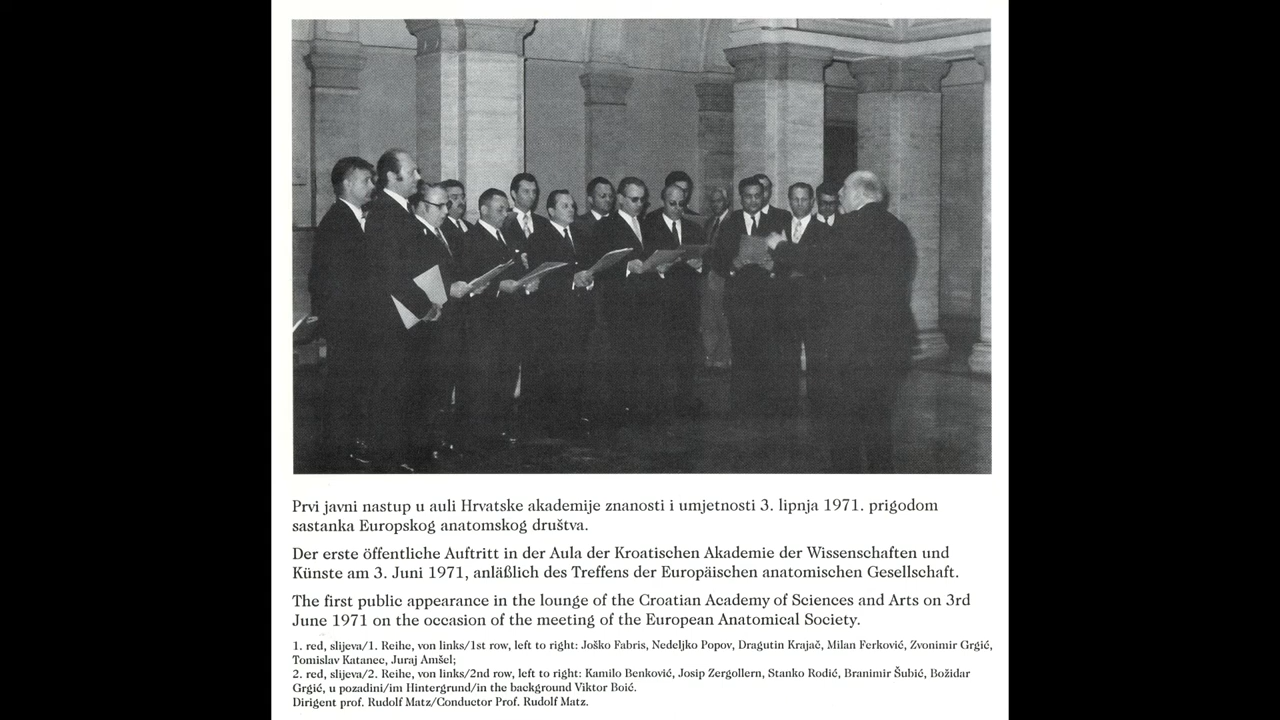 Prvi javni nastup u auli Hrvatske akademije znanosti i umjetnosti 3. lipnja 1971. prigodom
sastanka Europskog anatomskog društva.
Der erste öffentliche Auftritt in der Aula der Kroatischen Akademie der Wissenschaften und
Künste am 3. Juni 1971, anläßlich des Treffens der Europäischen anatomischen Gesellschaft.
The first public appearance in the lounge of the Croatian Academy of Sciences and Arts on 3rd
June 1971 on the occasion of the meeting of the European Anatomical Society.
1. red, slijeva/1. Reihe, von links/1st row, left to right: Joško Fabris, Nedeljko Popov, Dragutin Krajač, Milan Ferković, Zvonimir Grgić,
Tomislav Katanec, Juraj Amšel;
2. red, slijeva/2. Reihe, von links/2nd row, left to right: Kamilo Benković, Josip Zergollern, Stanko Rodić, Branimir Šubić, Božidar
Grgić, u pozadini/im Hintergrund/in the background Viktor Boić.
Dirigent prof. Rudolf Matz/Conductor Prof. Rudolf Matz.